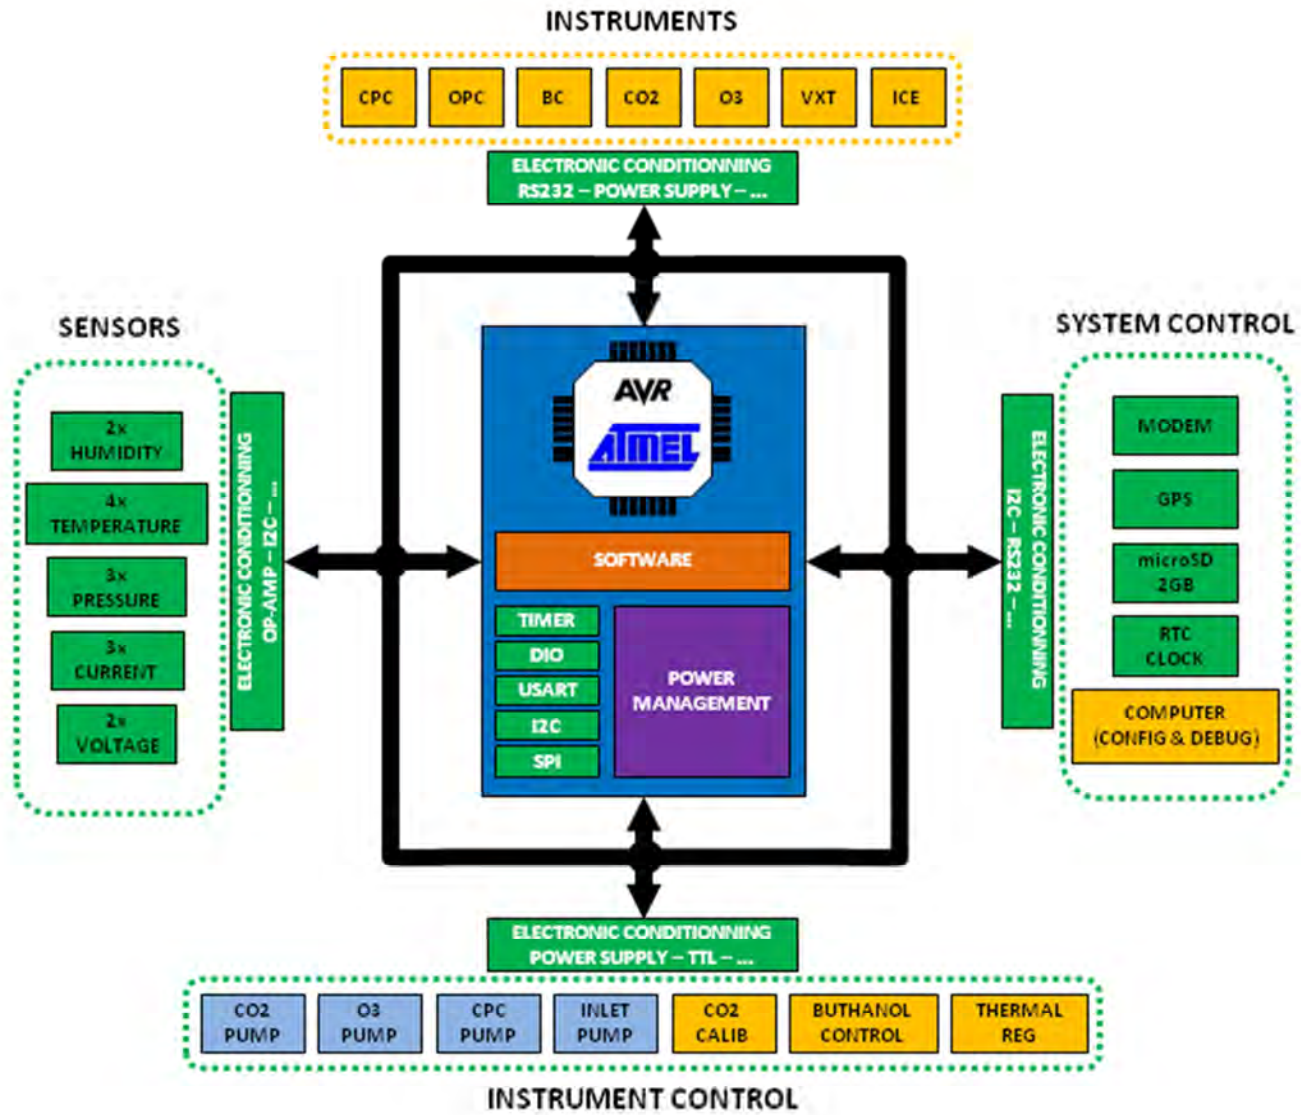 INSTRUMENTS
CPC
OPC
BC
CO2
O3
VXT
ICE
ELECTRONIC CONDITIONNING
RS232 – POWER SUPPLY – ...
SENSORS
2x
HUMIDITY
4x
TEMPERATURE
3x
PRESSURE
3x
CURRENT
2x
VOLTAGE
ELECTRONIC CONDITIONNING
OP-AMP – I2C – ...
AVR
ATMEL
SOFTWARE
TIMER
DIO
USART
I2C
SPI
POWER
MANAGEMENT
ELECTRONIC CONDITIONNING
I2C – RS232 – ...
SYSTEM CONTROL
MODEM
GPS
microSD
2GB
RTC
CLOCK
COMPUTER
(CONFIG & DEBUG)
ELECTRONIC CONDITIONNING
POWER SUPPLY – TTL – ...
CO2
PUMP
O3
PUMP
CPC
PUMP
INLET
PUMP
CO2
CALIB
BUTHANOL
CONTROL
THERMAL
REG
INSTRUMENT CONTROL